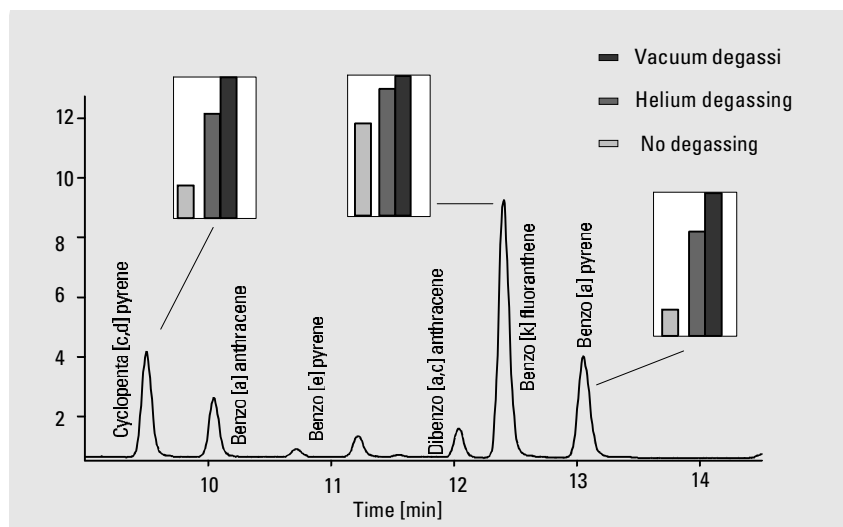 Vacuum degassi
Helium degassing
No degassing
12
10
8
6
4
2
Cyclopenta [c,d] pyrene
Benzo [a] anthracene
Benzo [e] pyrene
Dibenzo [a,c] anthracene
Benzo [k] fluoranthene
Benzo [a] pyrene
10
11
12
13
14
Time [min]